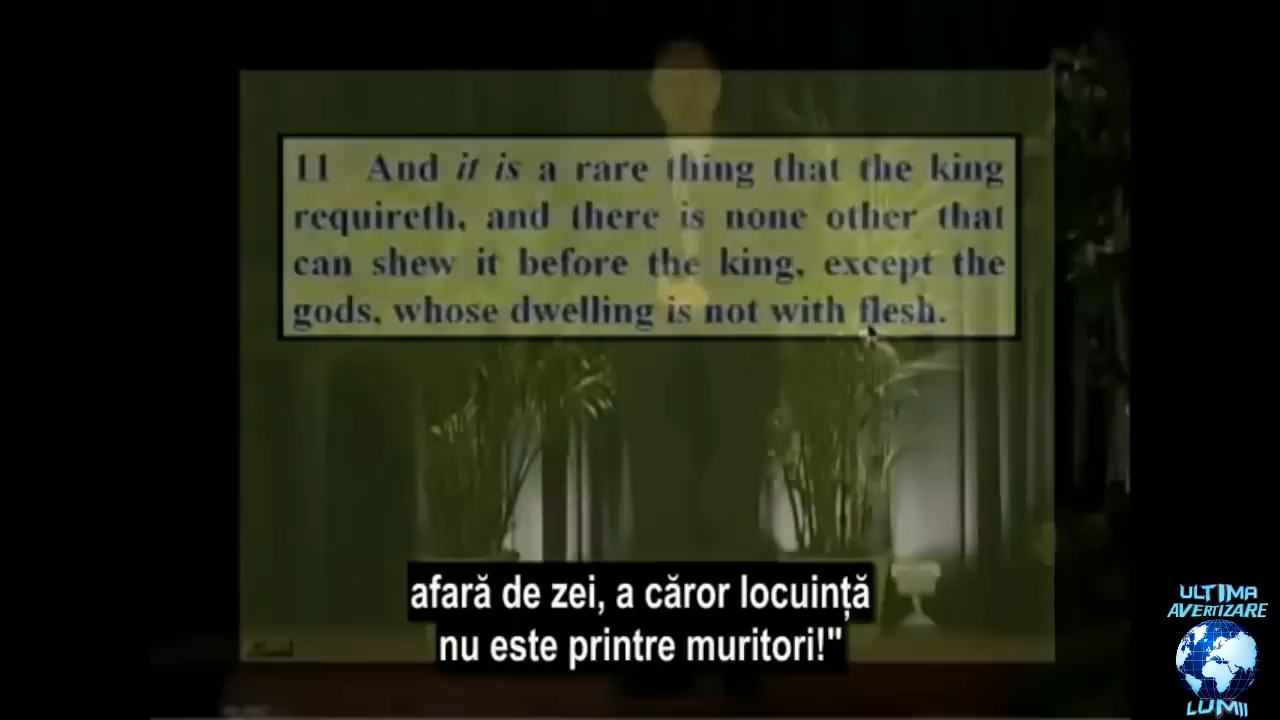 11 And it is a rare thing that the king
requireth, and there is none other that
can shew it before the king, except the
gods, whose dwelling is not with flesh.
afară de zei, a căror locuință
nu este printre muritori!"
ULTIMA
AVERTIZARE
LUMII